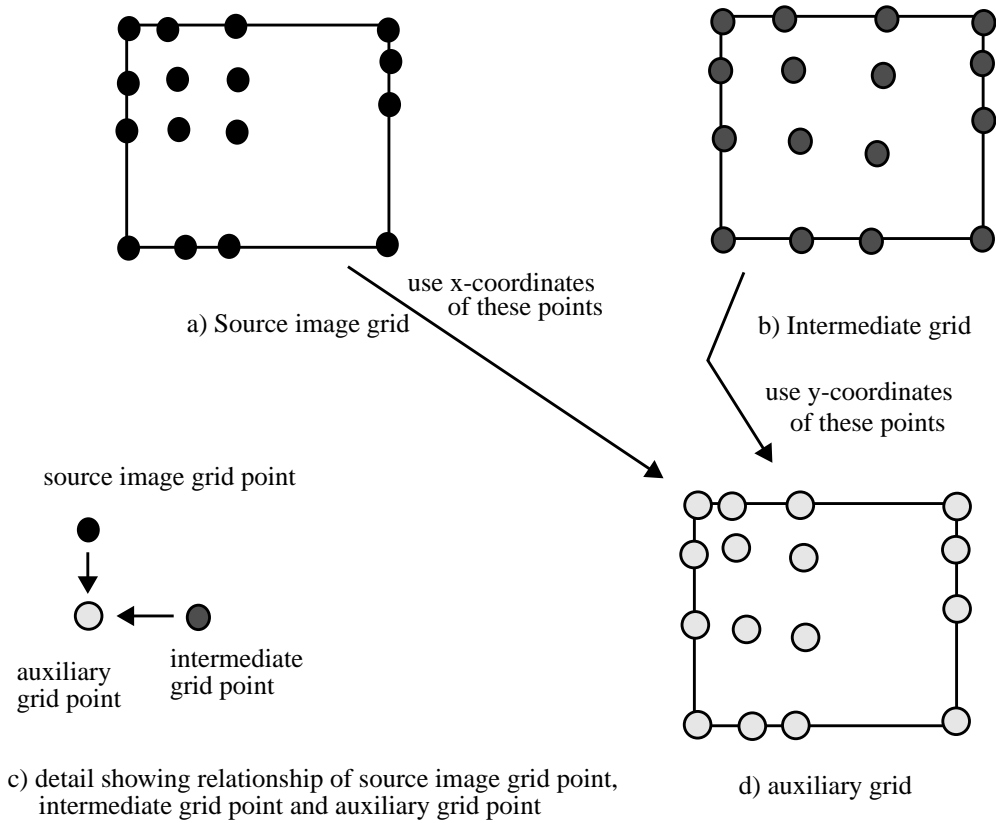 use x-coordinates
of these points
a) Source image grid
b) Intermediate grid
use y-coordinates
of these points
source image grid point
auxiliary
grid point
intermediate
grid point
c) detail showing relationship of source image grid point,
intermediate grid point and auxiliary grid point
d) auxiliary grid